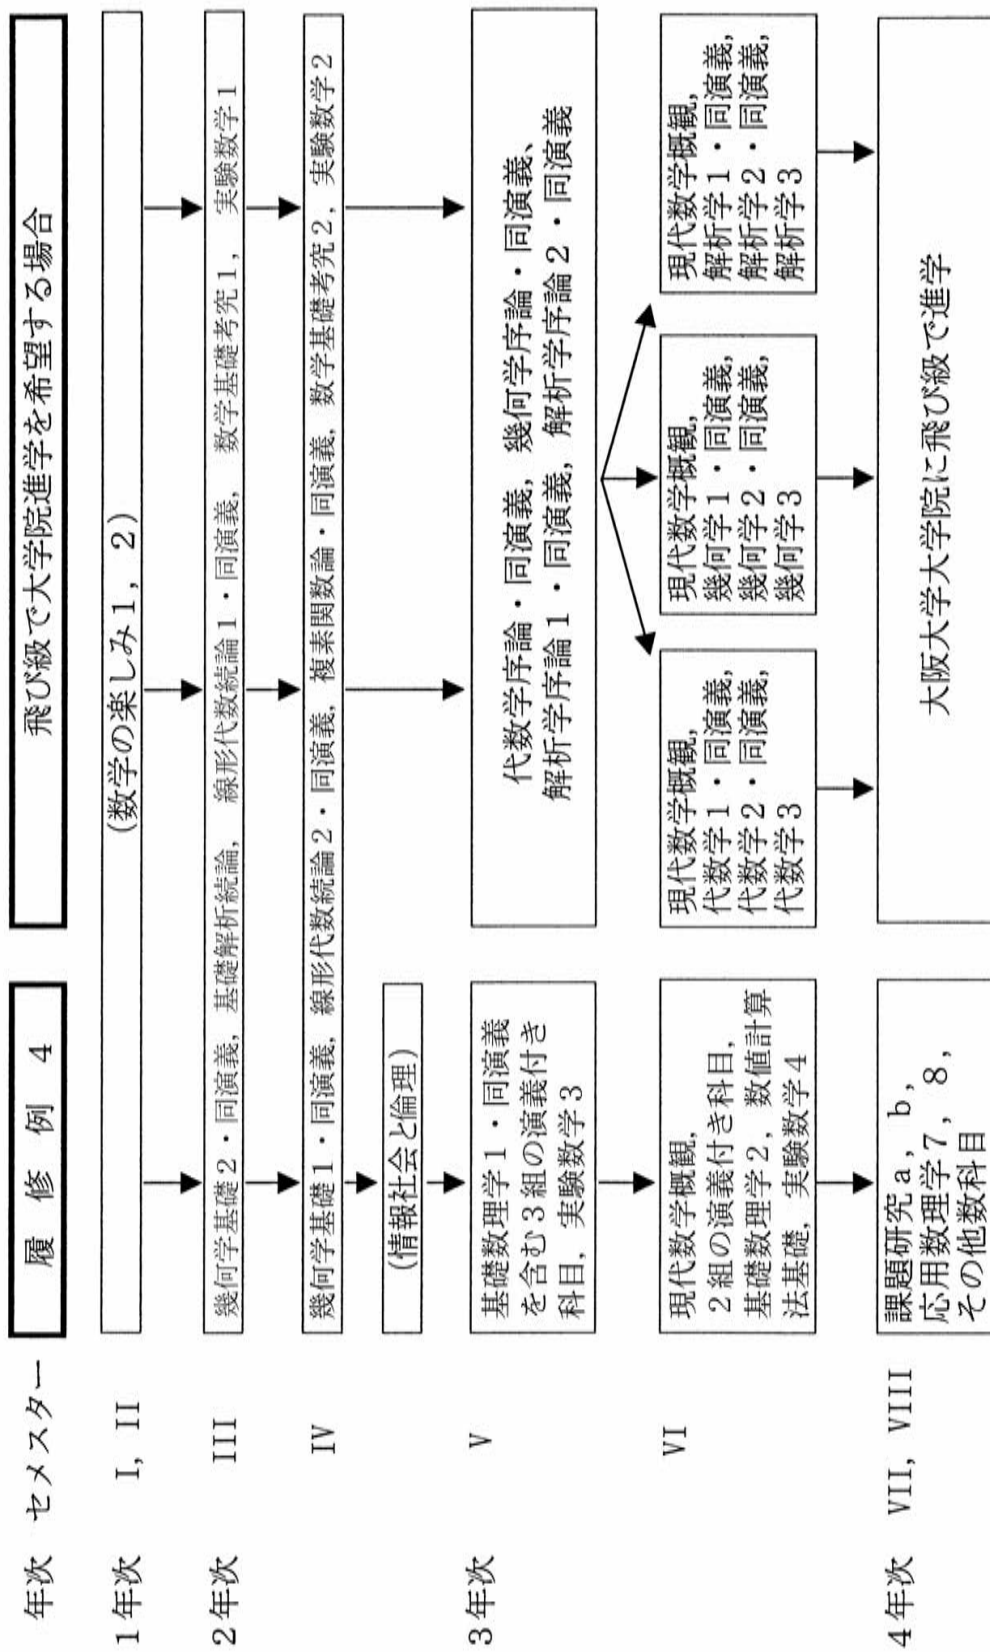 年次 セメスター 履 修 例 4 飛び級で大学院進学を希望する場合
1年次 I, II (数学の楽しみ1, 2)
2年次 III 幾何学基礎2・同演義, 基礎解析続論, 線形代数続論1・同演義, 数学基礎考究1, 実験数学1
IV 幾何学基礎1・同演義, 線形代数続論2・同演義, 複素関数論・同演義, 数学基礎考究2, 実験数学2
(情報社会と倫理)
3年次 V
基礎数理学1・同演義
を含む3組の演義付き
科目, 実験数学3
代数学序論・同演義, 幾何学序論・同演義、
解析学序論1・同演義, 解析学序論2・同演義
VI
現代数学概観,
2組の演義付き科目,
基礎数理学2, 数値計算
法基礎, 実験数学4
現代数学概観,
代数学1・同演義,
代数学2・同演義,
代数学3
現代数学概観,
幾何学1・同演義,
幾何学2・同演義,
幾何学3
現代数学概観,
解析学1・同演義,
解析学2・同演義,
解析学3
4年次 VII, VIII
課題研究a, b,
応用数理学7, 8,
その他数科目
大阪大学大学院に飛び級で進学